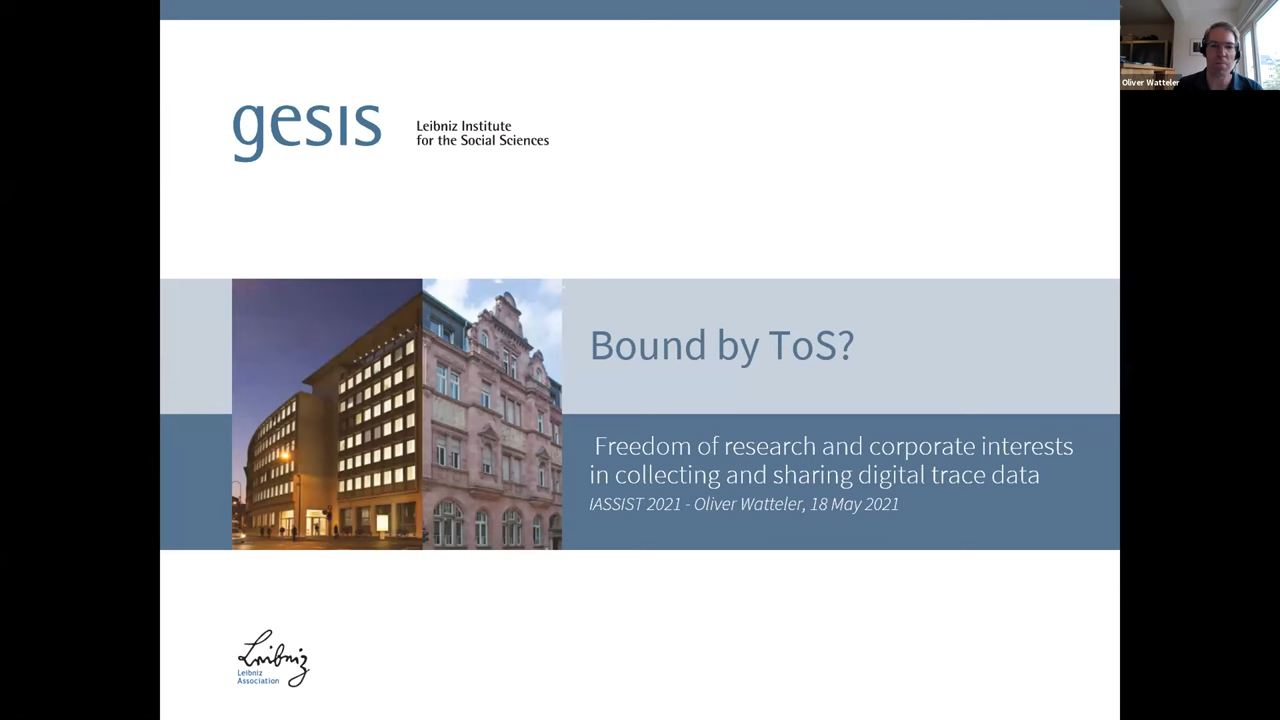 gesis
Leibniz Institute
for the Social Sciences
Oliver Watteler
Bound by ToS?
Freedom of research and corporate interests
in collecting and sharing digital trace data
IASSIST 2021 - Oliver Watteler, 18 May 2021
Leibniz
Leibniz
Association